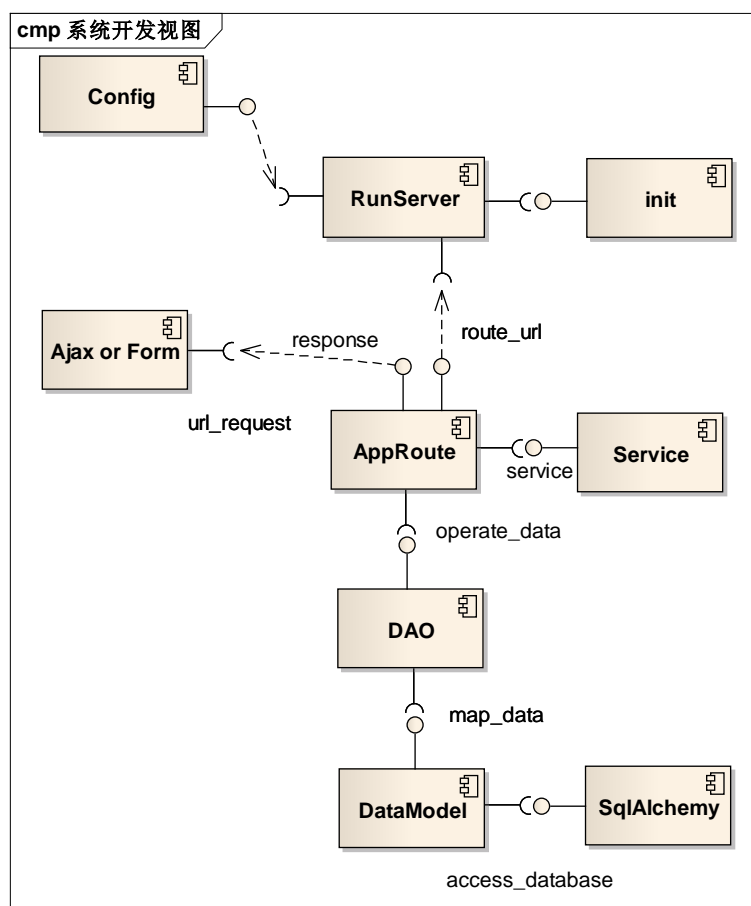 cmp 系统开发视图
Config
RunServer
init
route_url
response
Ajax or Form
url_request
AppRoute
service
Service
operate_data
DAO
map_data
DataModel
SqlAlchemy
access_database